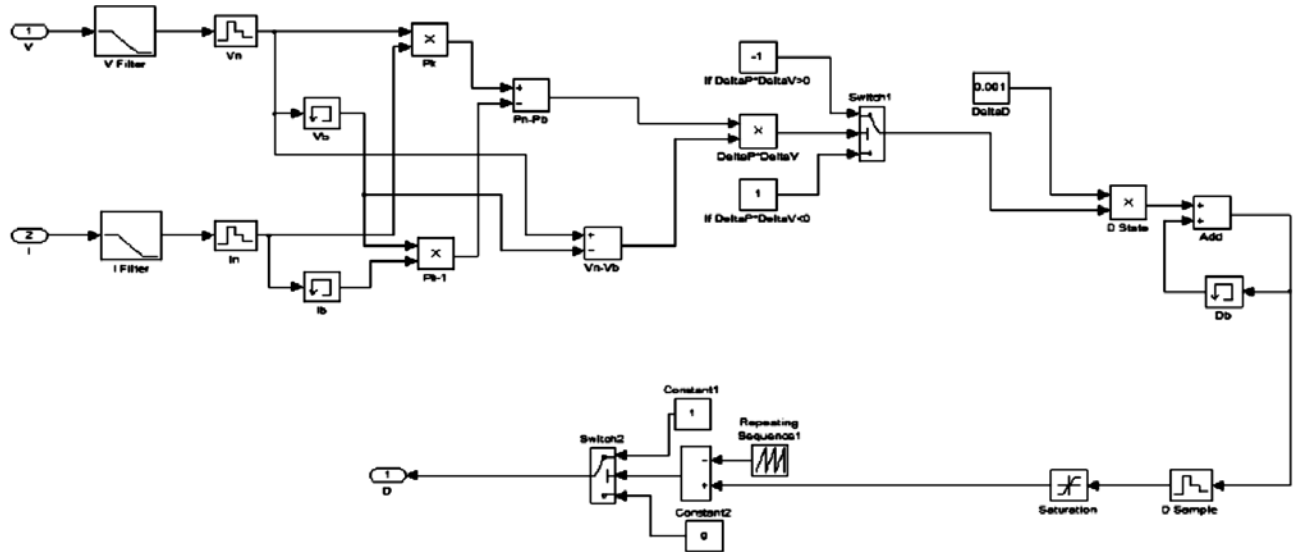 1
V
V Filter
Vn
×
Pk
Vb
+
−
Pn-Pb
-1
If DeltaP*DeltaV>0
Switch1
0.001
DeltaD
×
DeltaP*DeltaV
1
If DeltaP*DeltaV<0
2
I
I Filter
In
Ib
×
Pk-1
+
−
Vn-Vb
×
D State
+
+
Add
Db
Constant1
1
Repeating
Sequence1
Switch2
1
D
−
+
Constant2
0
Saturation
D Sample